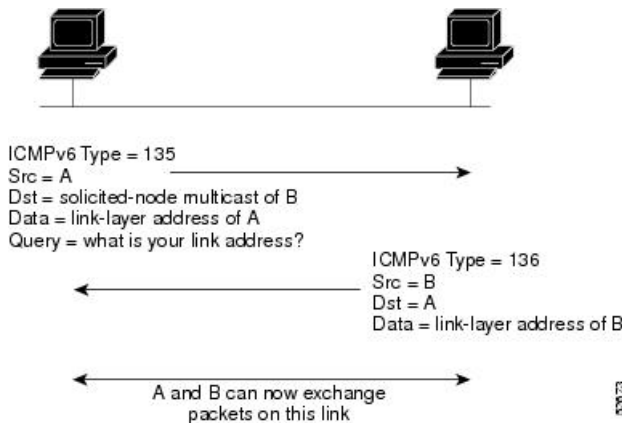 ICMPv6 Type = 135
Src = A
Dst = solicited-node multicast of B
Data = link-layer address of A
Query = what is your link address?
ICMPv6 Type = 136
Src = B
Dst = A
Data = link-layer address of B
A and B can now exchange
packets on this link